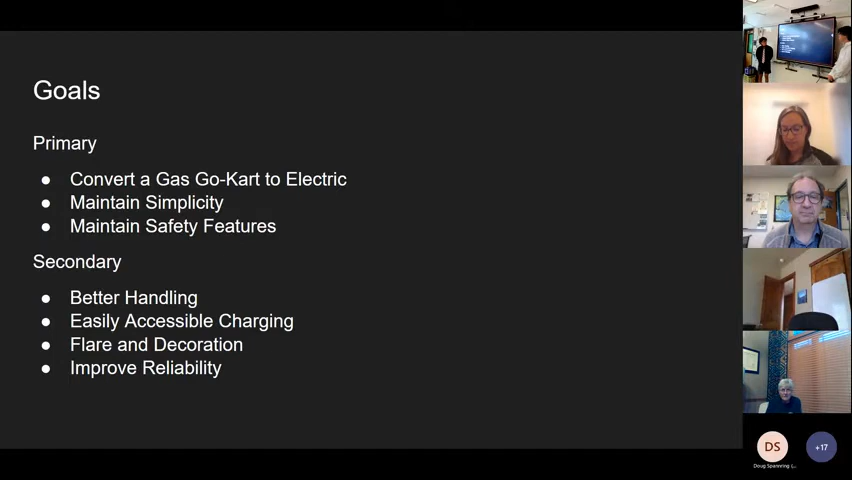 Goals
Primary
● Convert a Gas Go-Kart to Electric
● Maintain Simplicity
● Maintain Safety Features
Secondary
● Better Handling
● Easily Accessible Charging
● Flare and Decoration
● Improve Reliability
DS
+17